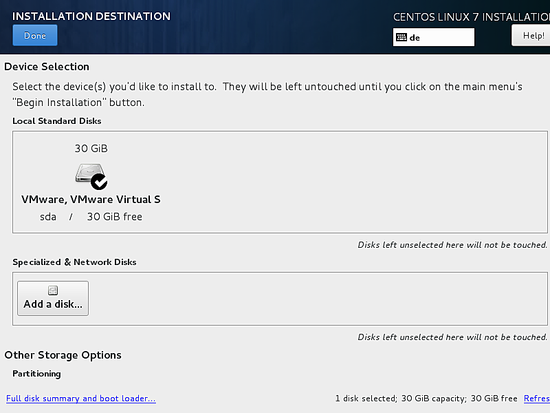 INSTALLATION DESTINATION
CENTOS LINUX 7 INSTALLATIO
Done
de
Help!
Device Selection
Select the device(s) you'd like to install to. They will be left untouched until you click on the main menu's
"Begin Installation" button.
Local Standard Disks
30 GiB
VMware, VMware Virtual S
sda / 30 GiB free
Disks left unselected here will not be touched.
Specialized & Network Disks
Add a disk...
Disks left unselected here will not be touched.
Other Storage Options
Partitioning
Full disk summary and boot loader...
1 disk selected; 30 GiB capacity; 30 GiB free
Refres